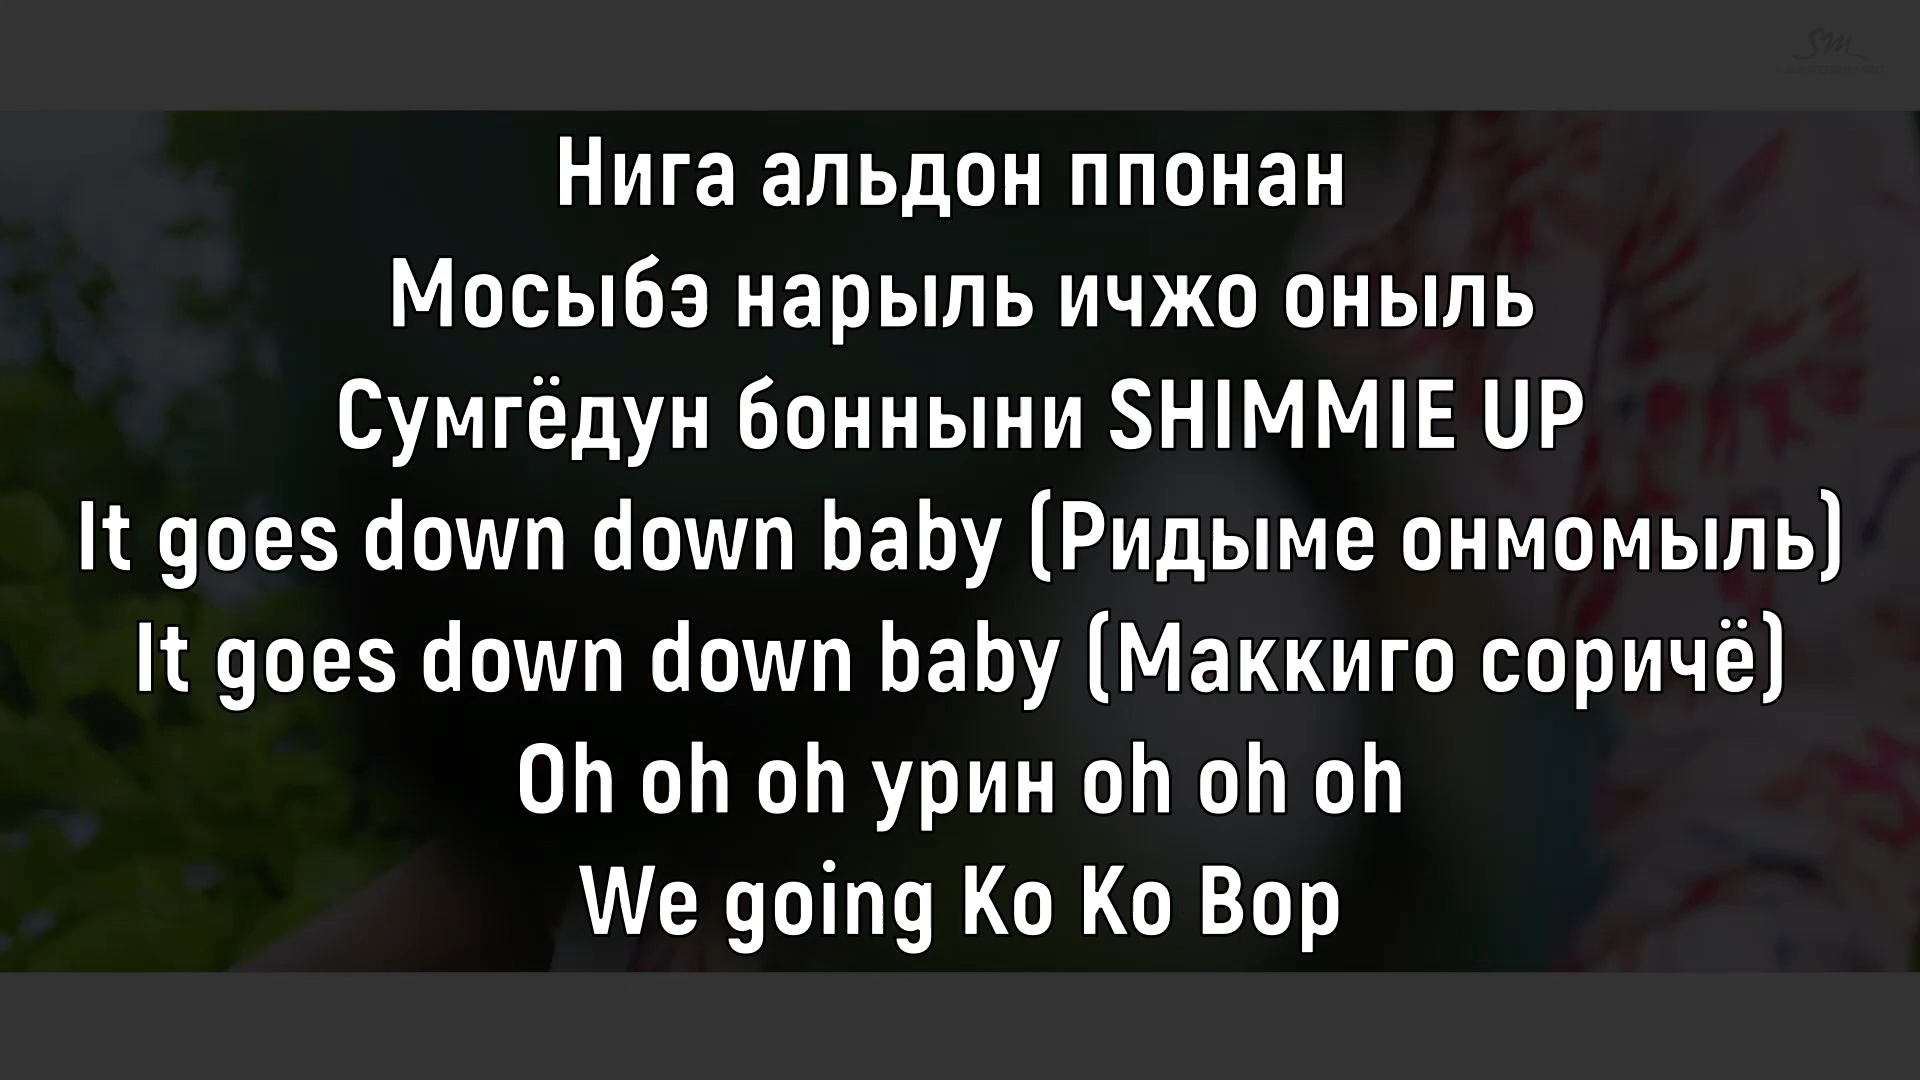 SM
Нига альдон ппонан
Мосыбэ нарыль ичжо оныль
Сумгёдун бонныни SHIMMIE UP
It goes down down baby (Ридыме онмомыль)
It goes down down baby (Маккиго соричё)
Oh oh oh урин oh oh oh
We going Ko Ko Bop